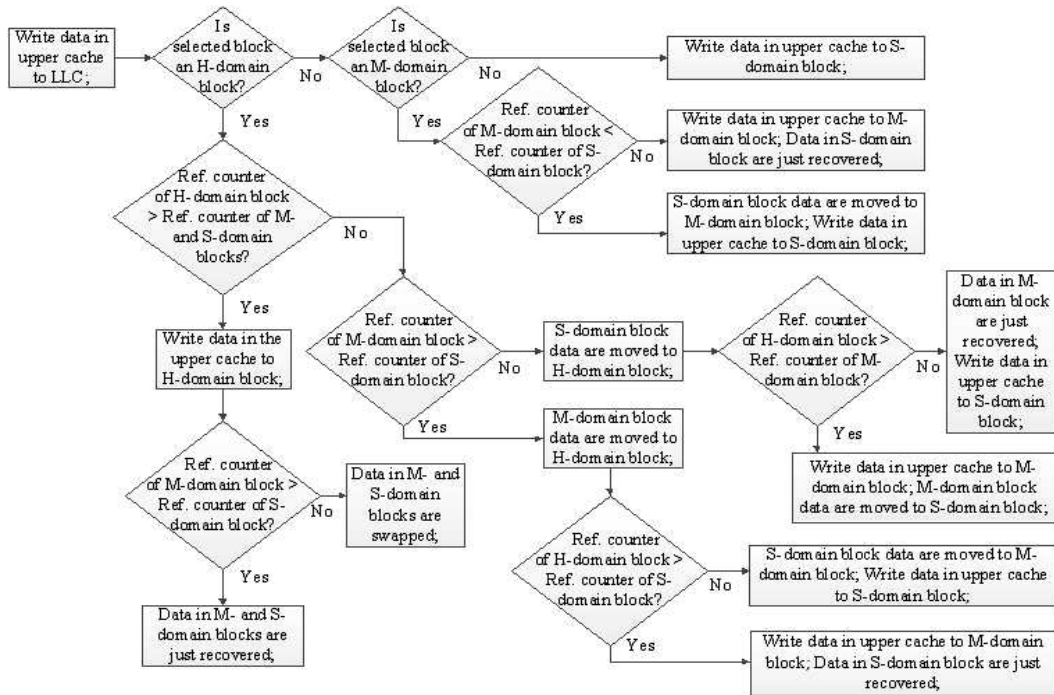 Write data in
upper cache
to LLC;
Is
selected block
an H-domain
block?
No
Is
selected block
an M-domain
block?
No
Write data in upper cache to S-
domain block;
Yes
Yes
Ref. counter
of M-domain block <
Ref. counter of S-
domain block?
No
Write data in upper cache to M-
domain block; Data in S-domain
block are just recovered;
Yes
S-domain block data are moved to
M-domain block; Write data in
upper cache to S-domain block;
Ref. counter
of H-domain block
> Ref. counter of M-
and S-domain
blocks?
No
Yes
Write data in the
upper cache to
H-domain block;
Ref. counter
of M-domain block >
Ref. counter of S-
domain block?
No
S-domain block
data are moved to
H-domain block;
Ref. counter
of H-domain block >
Ref. counter of M-
domain block?
No
Data in M-
domain block
are just
recovered;
Write data in
upper cache
to S-domain
block;
Yes
M-domain block
data are moved to
H-domain block;
Yes
Write data in upper cache to M-
domain block; M-domain block
data are moved to S-domain block;
Ref. counter
of M-domain block >
Ref. counter of S-
domain block?
No
Data in M- and
S-domain
blocks are
swapped;
Yes
Data in M- and S-
domain blocks are
just recovered;
Ref. counter
of H-domain block >
Ref. counter of S-
domain block?
No
S-domain block data are moved to M-
domain block; Write data in upper cache
to S-domain block;
Yes
Write data in upper cache to M-domain
block; Data in S-domain block are just
recovered;